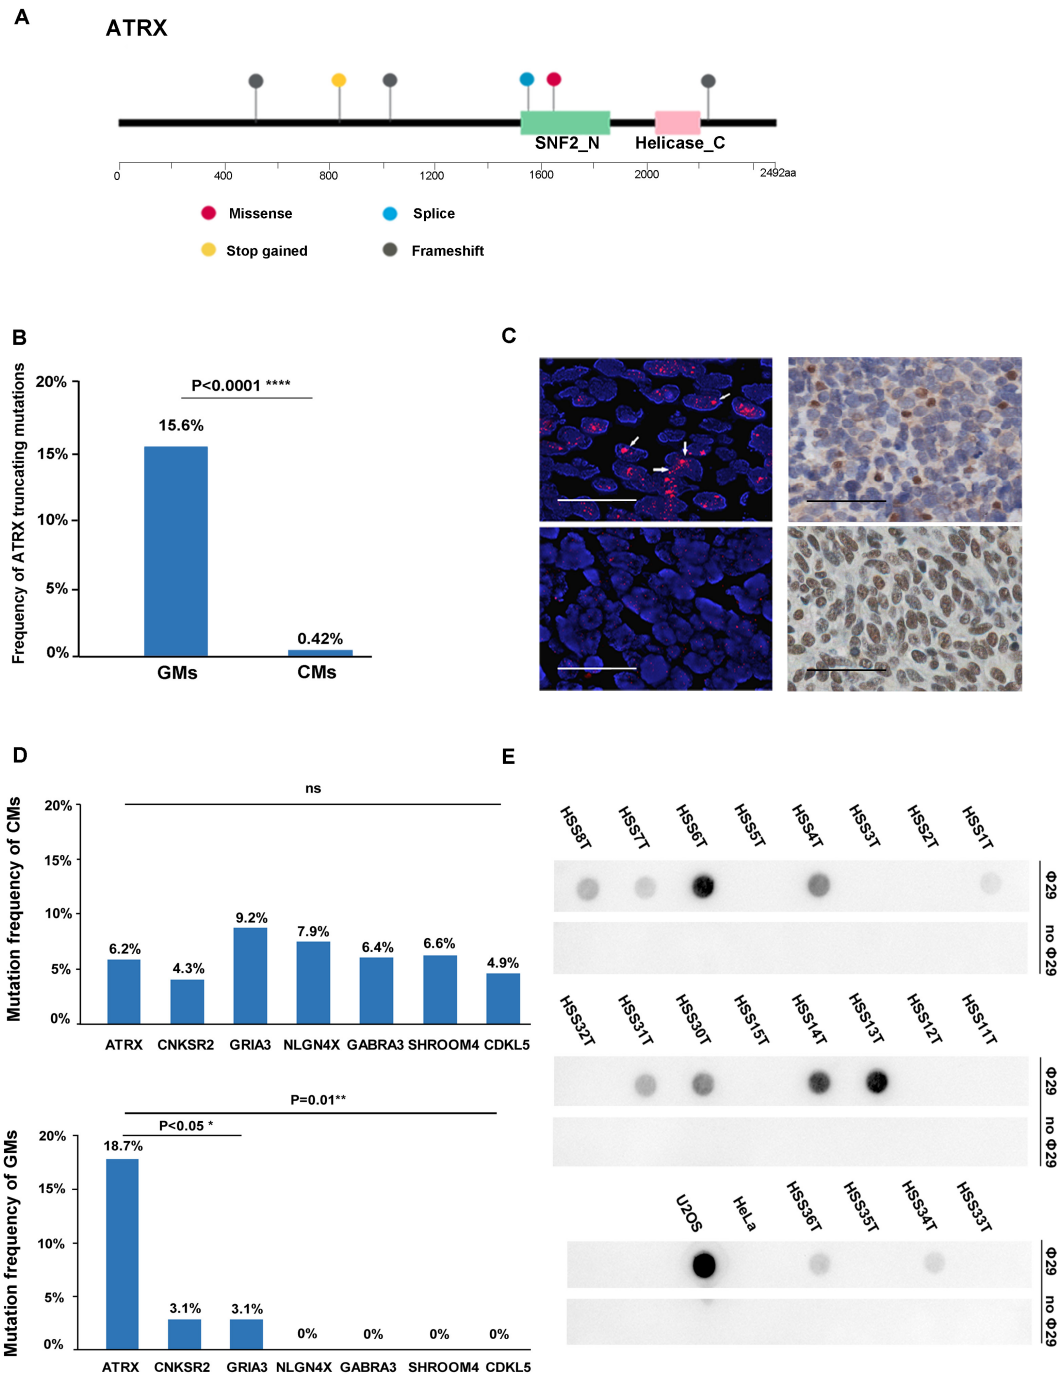 A
ATRX
SNF2_N
Helicase_C
0
400
800
1200
1600
2000
2492aa
Missense
Splice
Stop gained
Frameshift
B
Frequency of ATRX truncating mutations
20%
15%
10%
5%
0%
P<0.0001 ****
15.6%
0.42%
GMs
CMs
C
D
Mutation frequency of CMs
20%
15%
10%
5%
0%
ns
6.2%
4.3%
9.2%
7.9%
6.4%
6.6%
4.9%
ATRX
CNKSR2
GRIA3
NLGN4X
GABRA3
SHROOM4
CDKL5
Mutation frequency of GMs
20%
15%
10%
5%
0%
P=0.01**
P<0.05 *
18.7%
3.1%
3.1%
0%
0%
0%
0%
ATRX
CNKSR2
GRIA3
NLGN4X
GABRA3
SHROOM4
CDKL5
E
HSS8T
HSS7T
HSS6T
HSS5T
HSS4T
HSS3T
HSS2T
HSS1T
Φ29
no Φ29
HSS32T
HSS31T
HSS30T
HSS15T
HSS14T
HSS13T
HSS12T
HSS11T
Φ29
no Φ29
U2OS
HeLa
HSS36T
HSS35T
HSS34T
HSS33T
Φ29
no Φ29